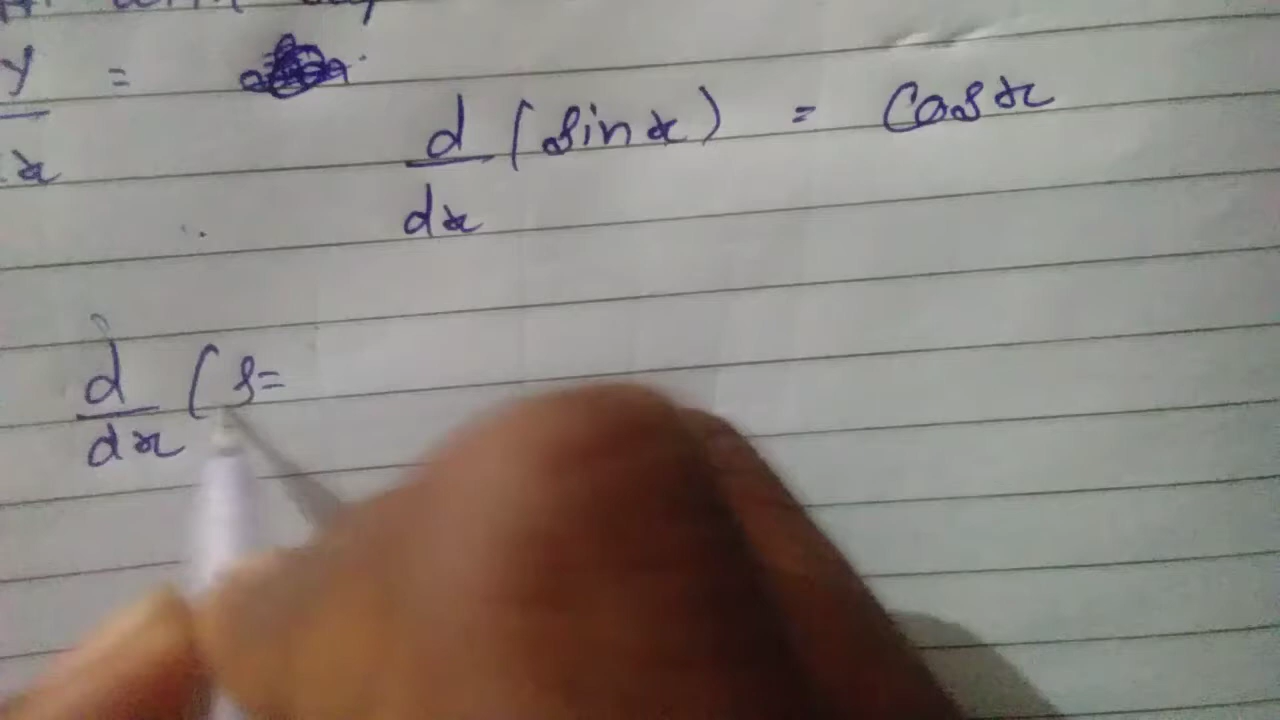 y =
d/dx (sin x) = Cos x
x
d/dx (s=